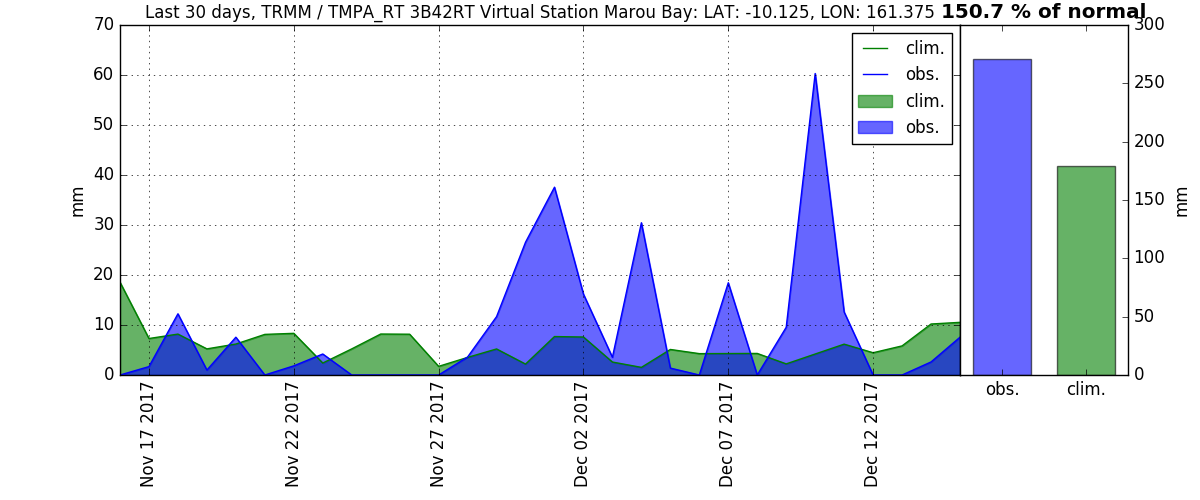 Last 30 days, TRMM / TMPA_RT 3B42RT Virtual Station Marou Bay: LAT: -10.125, LON: 161.375 150.7 % of normal
70
60
50
40
30
20
10
0
mm
clim.
obs.
clim.
obs.
Nov 17 2017
Nov 22 2017
Nov 27 2017
Dec 02 2017
Dec 07 2017
Dec 12 2017
300
250
200
150
100
50
0
mm
obs.
clim.